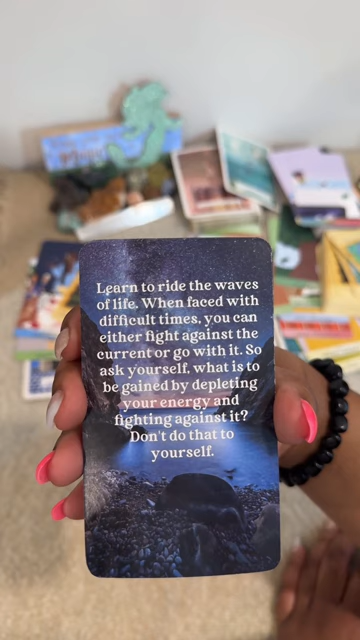 Learn to ride the waves
of life. When faced with
difficult times, you can
either fight against the
current or go with it. So
ask yourself, what is to
be gained by depleting
your energy and
fighting against it?
Don't do that to
yourself.